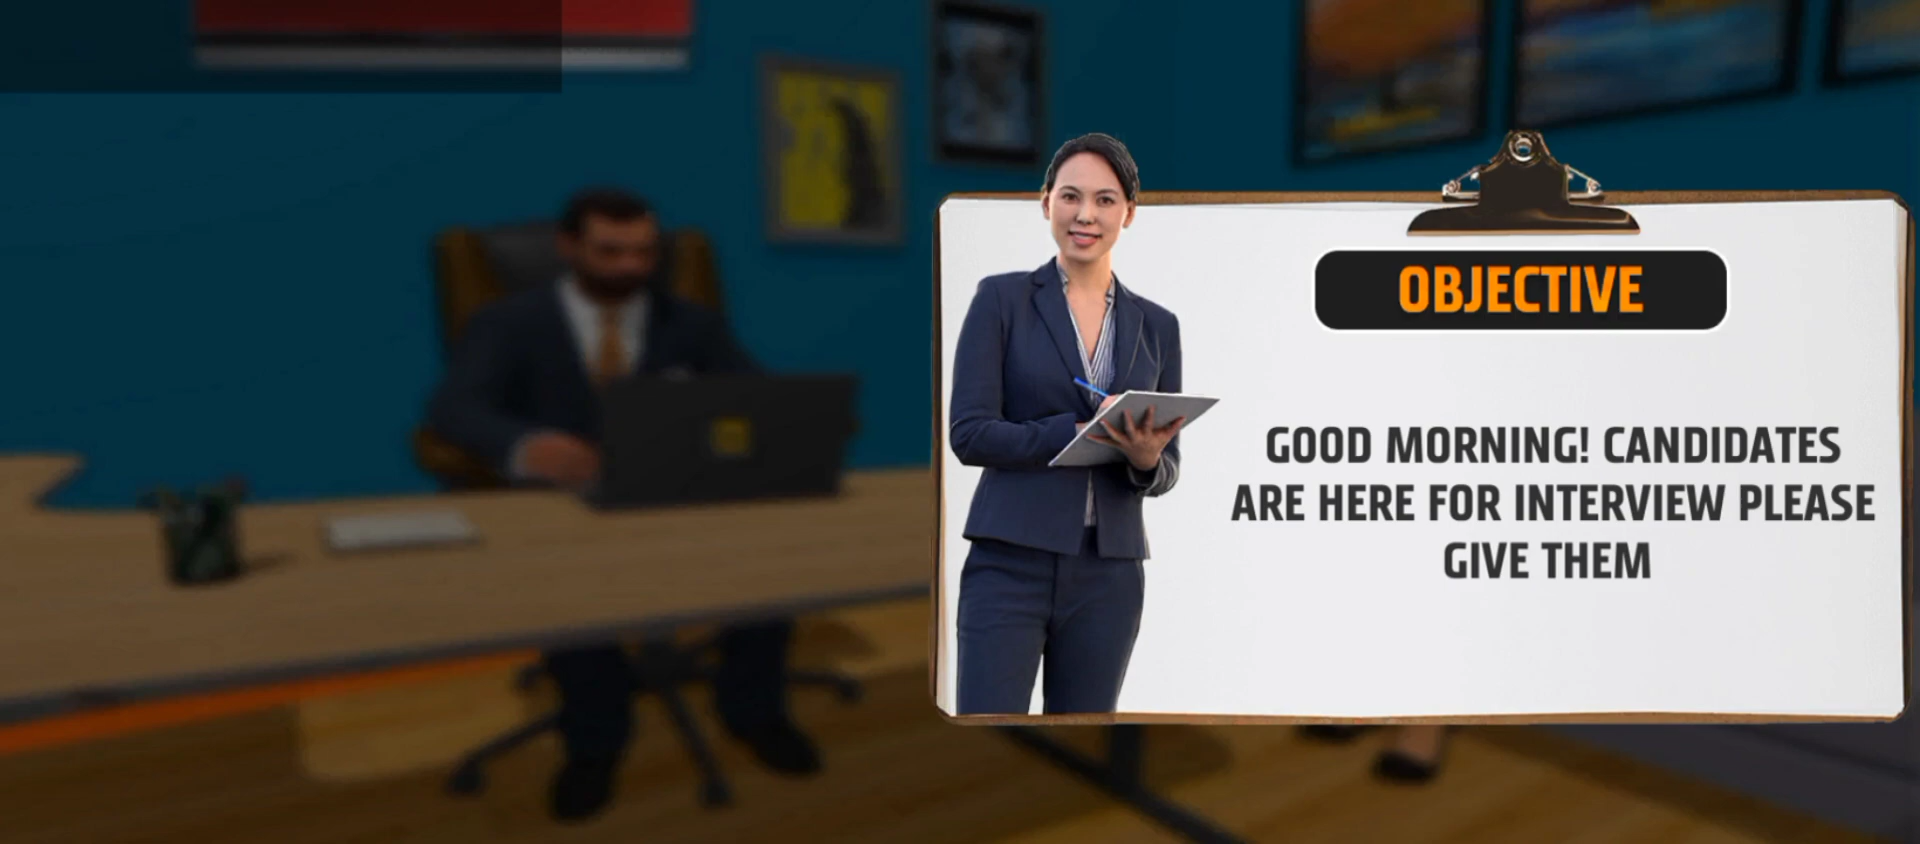 OBJECTIVE
GOOD MORNING! CANDIDATES
ARE HERE FOR INTERVIEW PLEASE
GIVE THEM